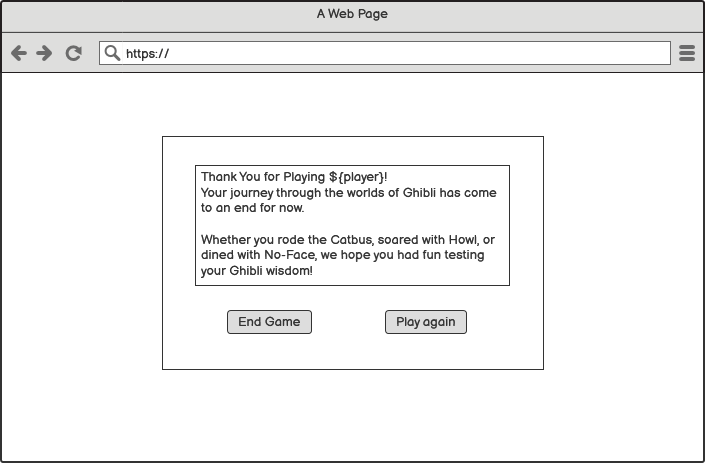 A Web Page
https://
Thank You for Playing ${player}!
Your journey through the worlds of Ghibli has come
to an end for now.
Whether you rode the Catbus, soared with Howl, or
dined with No-Face, we hope you had fun testing
your Ghibli wisdom!
End Game
Play again